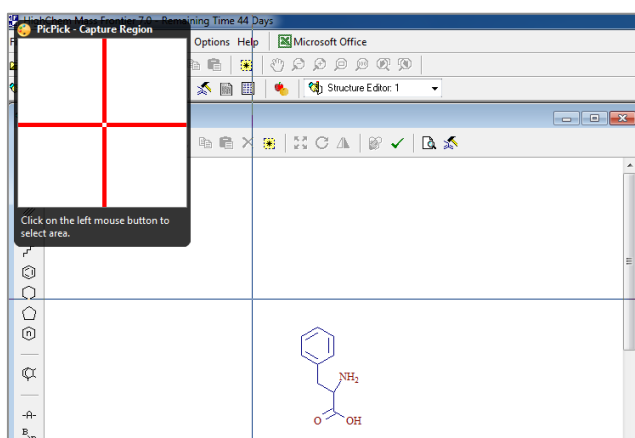 HighChem Mass Frontier 7.0 - Remaining Time 44 Days
PicPick - Capture Region
Options Help Microsoft Office
Structure Editor: 1
Click on the left mouse button to
select area.
n
NH2
-A-
O OH
B